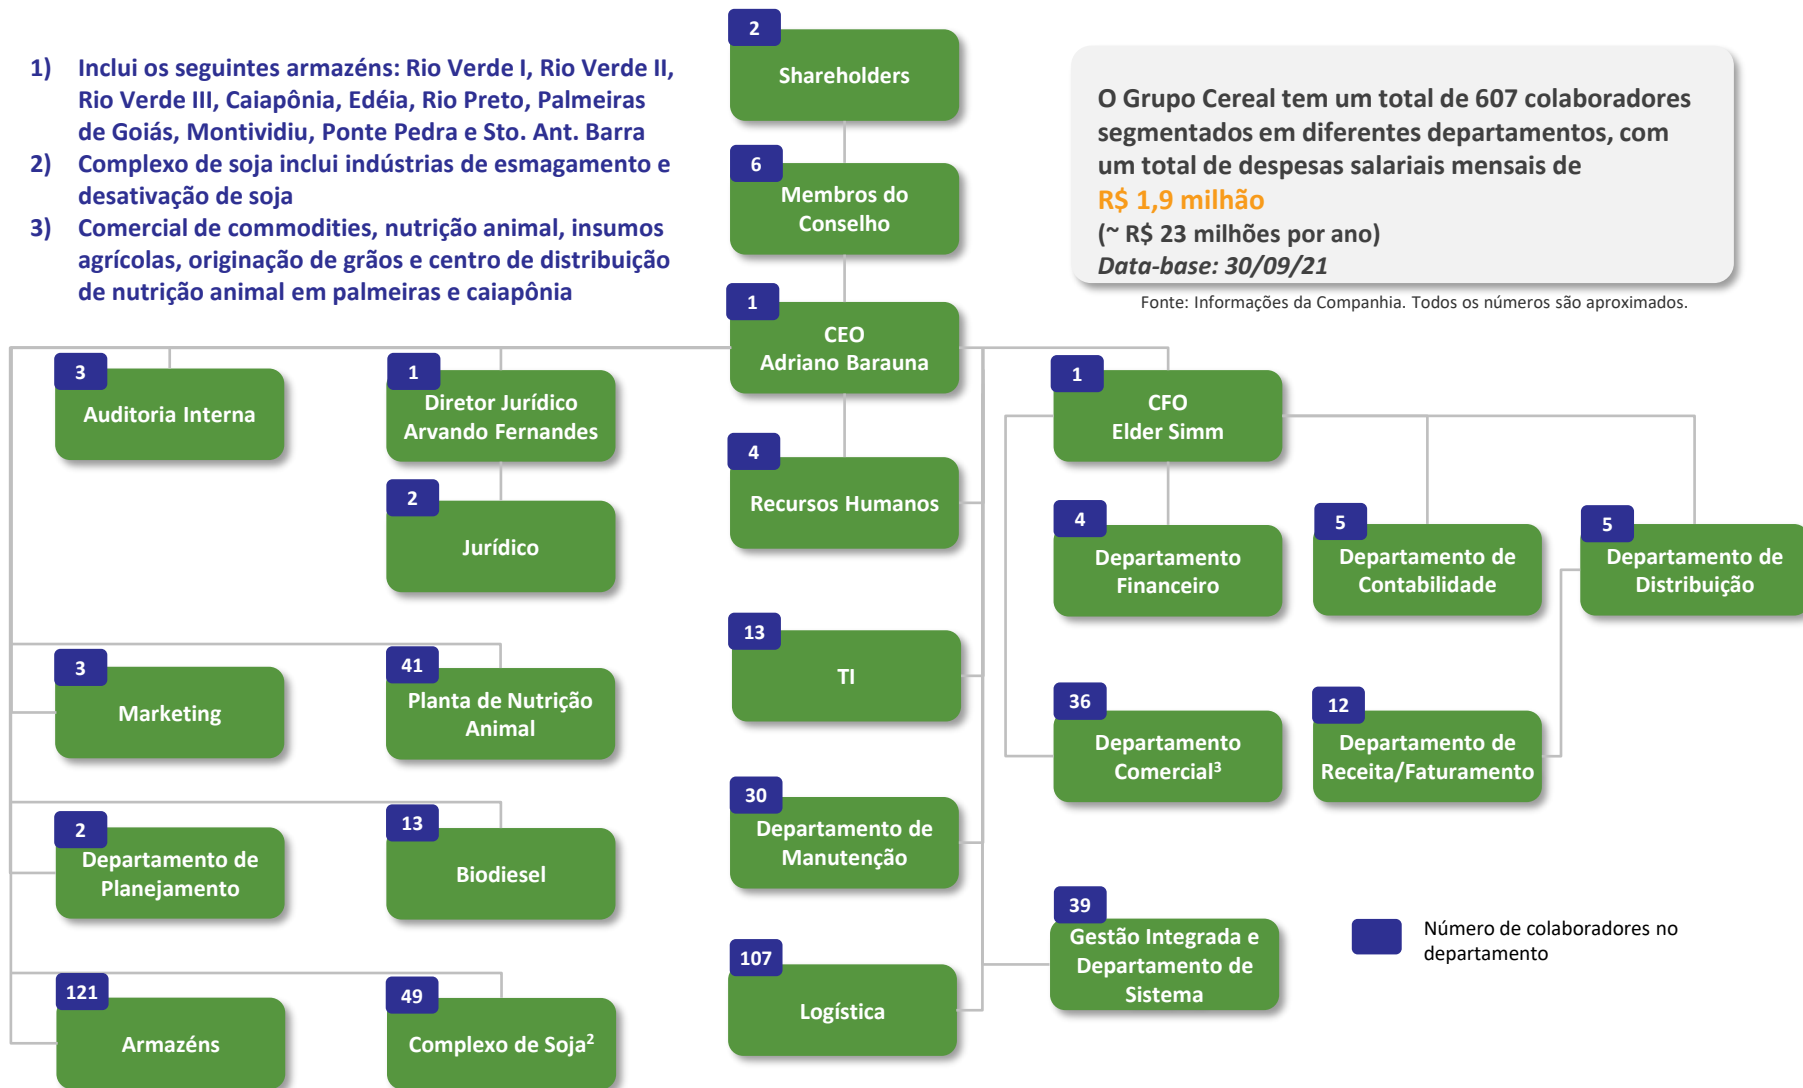 1) Inclui os seguintes armazéns: Rio Verde I, Rio Verde II,
Rio Verde III, Caiapônia, Edéia, Rio Preto, Palmeiras
de Goiás, Montividiu, Ponte Pedra e Sto. Ant. Barra
2) Complexo de soja inclui indústrias de esmagamento e
desativação de soja
3) Comercial de commodities, nutrição animal, insumos
agrícolas, originação de grãos e centro de distribuição
de nutrição animal em palmeiras e caiapônia
2
Shareholders
6
Membros do
Conselho
1
CEO
Adriano Barauna
O Grupo Cereal tem um total de 607 colaboradores
segmentados em diferentes departamentos, com
um total de despesas salariais mensais de
R$ 1,9 milhão
(~ R$ 23 milhões por ano)
Data-base: 30/09/21
Fonte: Informações da Companhia. Todos os números são aproximados.
3
Auditoria Interna
1
Diretor Jurídico
Arvando Fernandes
2
Jurídico
4
Recursos Humanos
1
CFO
Elder Simm
4
Departamento
Financeiro
5
Departamento de
Contabilidade
5
Departamento de
Distribuição
3
Marketing
41
Planta de Nutrição
Animal
13
TI
36
Departamento
Comercial³
12
Departamento de
Receita/Faturamento
2
Departamento de
Planejamento
13
Biodiesel
30
Departamento de
Manutenção
39
Gestão Integrada e
Departamento de
Sistema
Número de colaboradores no
departamento
121
Armazéns
49
Complexo de Soja²
107
Logística